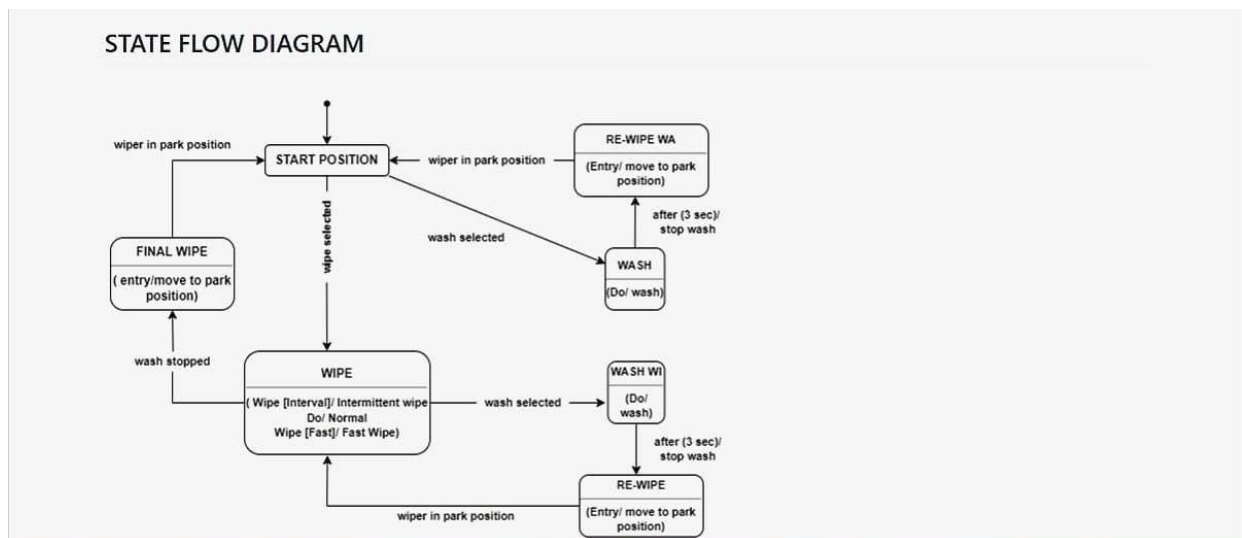 STATE FLOW DIAGRAM
wiper in park position
START POSITION
wiper in park position
RE-WIPE WA
(Entry/ move to park
position)
wipe selected
wash selected
after (3 sec)/
stop wash
WASH
(Do/ wash)
FINAL WIPE
( entry/move to park
position)
wash stopped
WIPE
( Wipe [Interval]/ Intermittent wipe
Do/ Normal
Wipe [Fast]/ Fast Wipe)
wash selected
WASH WI
(Do/
wash)
after (3 sec)/
stop wash
RE-WIPE
(Entry/ move to park
position)
wiper in park position